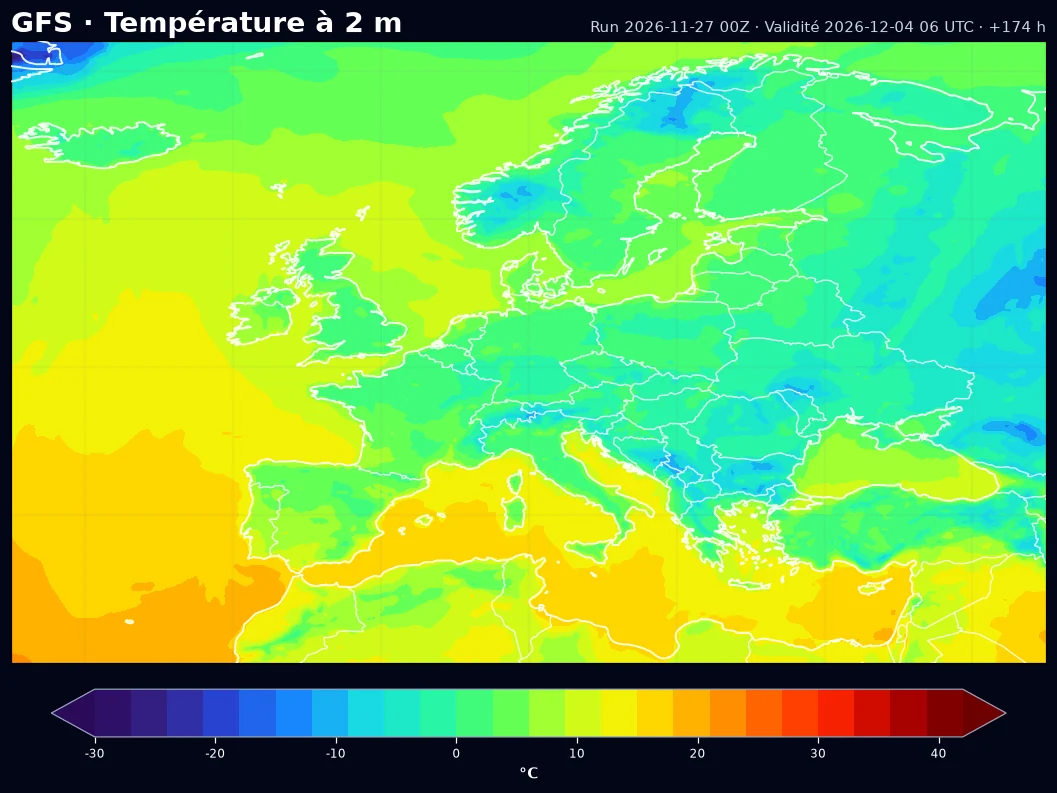 GFS · Température à 2 m
Run 2026-11-27 00Z · Validité 2026-12-04 06 UTC · +174 h
-30 -20 -10 0 10 20 30 40
°C